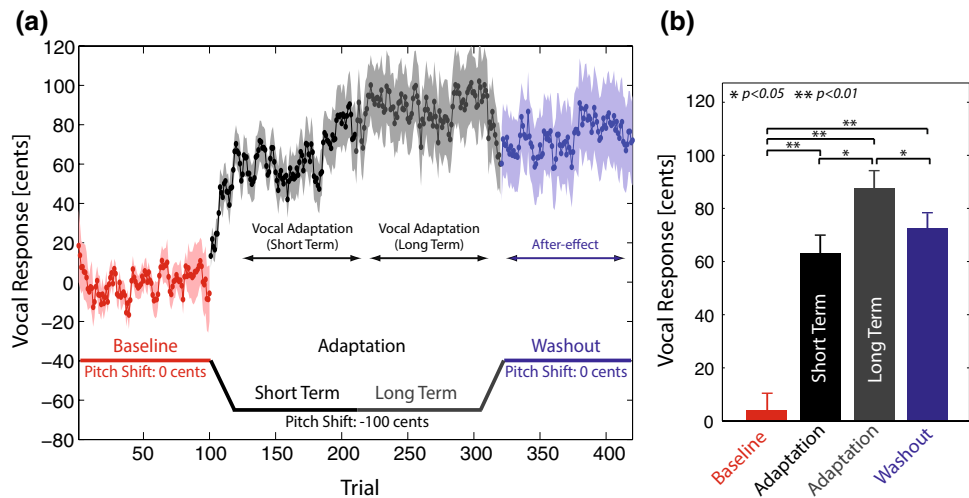 (a)
Vocal Response [cents]
120
100
80
60
40
20
0
−20
−40
−60
−80
50 100 150 200 250 300 350 400
Trial
Vocal Adaptation
(Short Term)
Vocal Adaptation
(Long Term)
After-effect
Baseline
Pitch Shift: 0 cents
Adaptation
Washout
Pitch Shift: 0 cents
Short Term
Long Term
Pitch Shift: -100 cents
(b)
Vocal Response [cents]
120
100
80
60
40
20
0
* p<0.05 ** p<0.01
**
**
** * *
Short Term
Long Term
Baseline
Adaptation
Adaptation
Washout